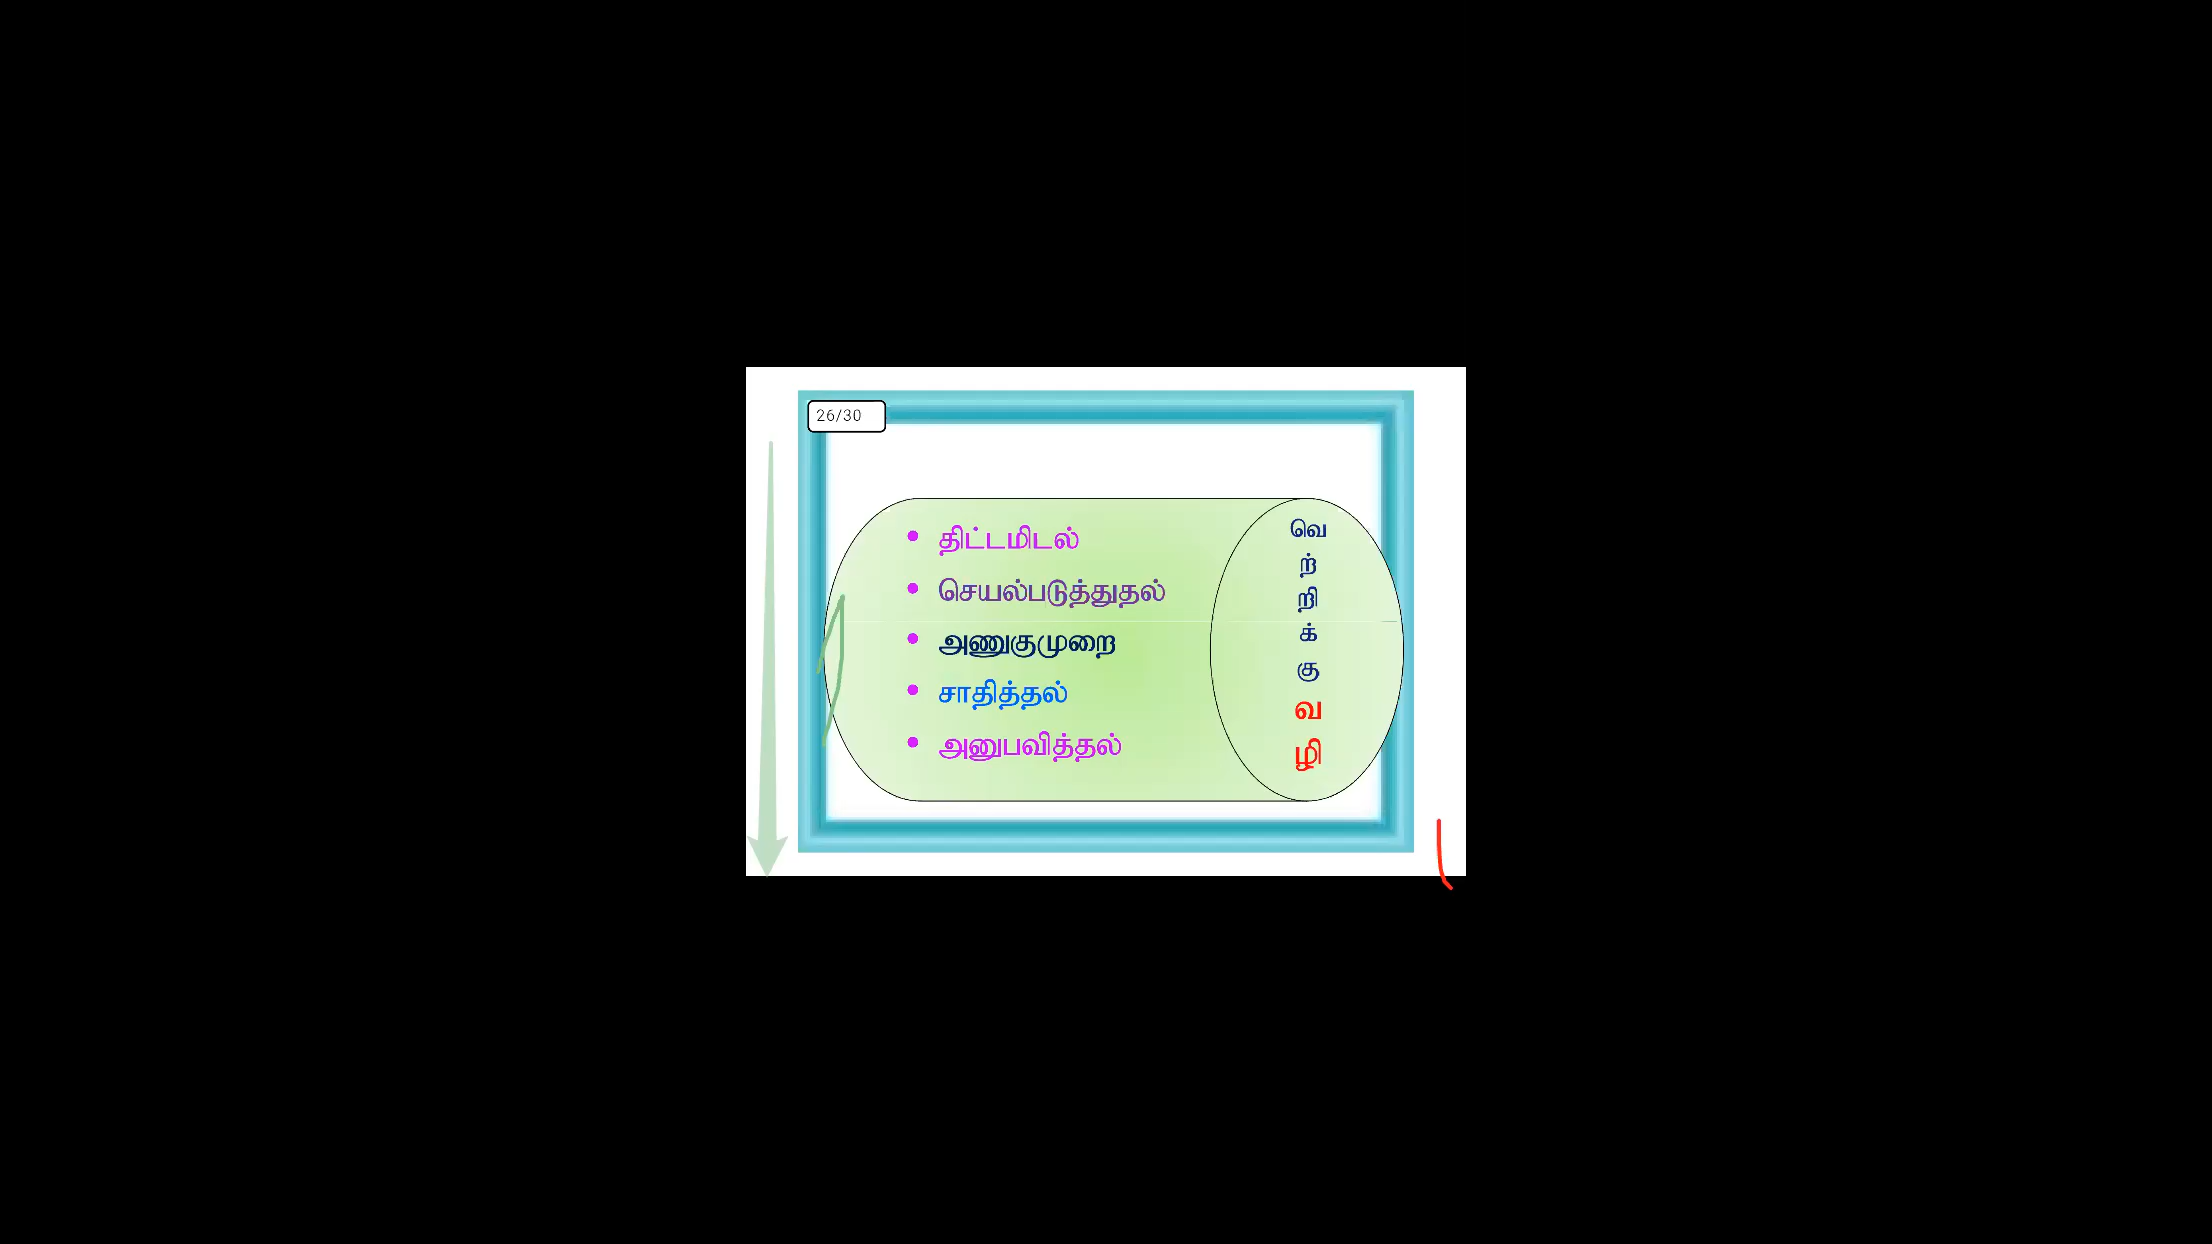 26/30
• திட்டமிடல்
• செயல்படுத்துதல்
• அணுகுமுறை
• சாதித்தல்
• அனுபவித்தல்
வெ
ற்
றி
க்
கு
வ
ழி